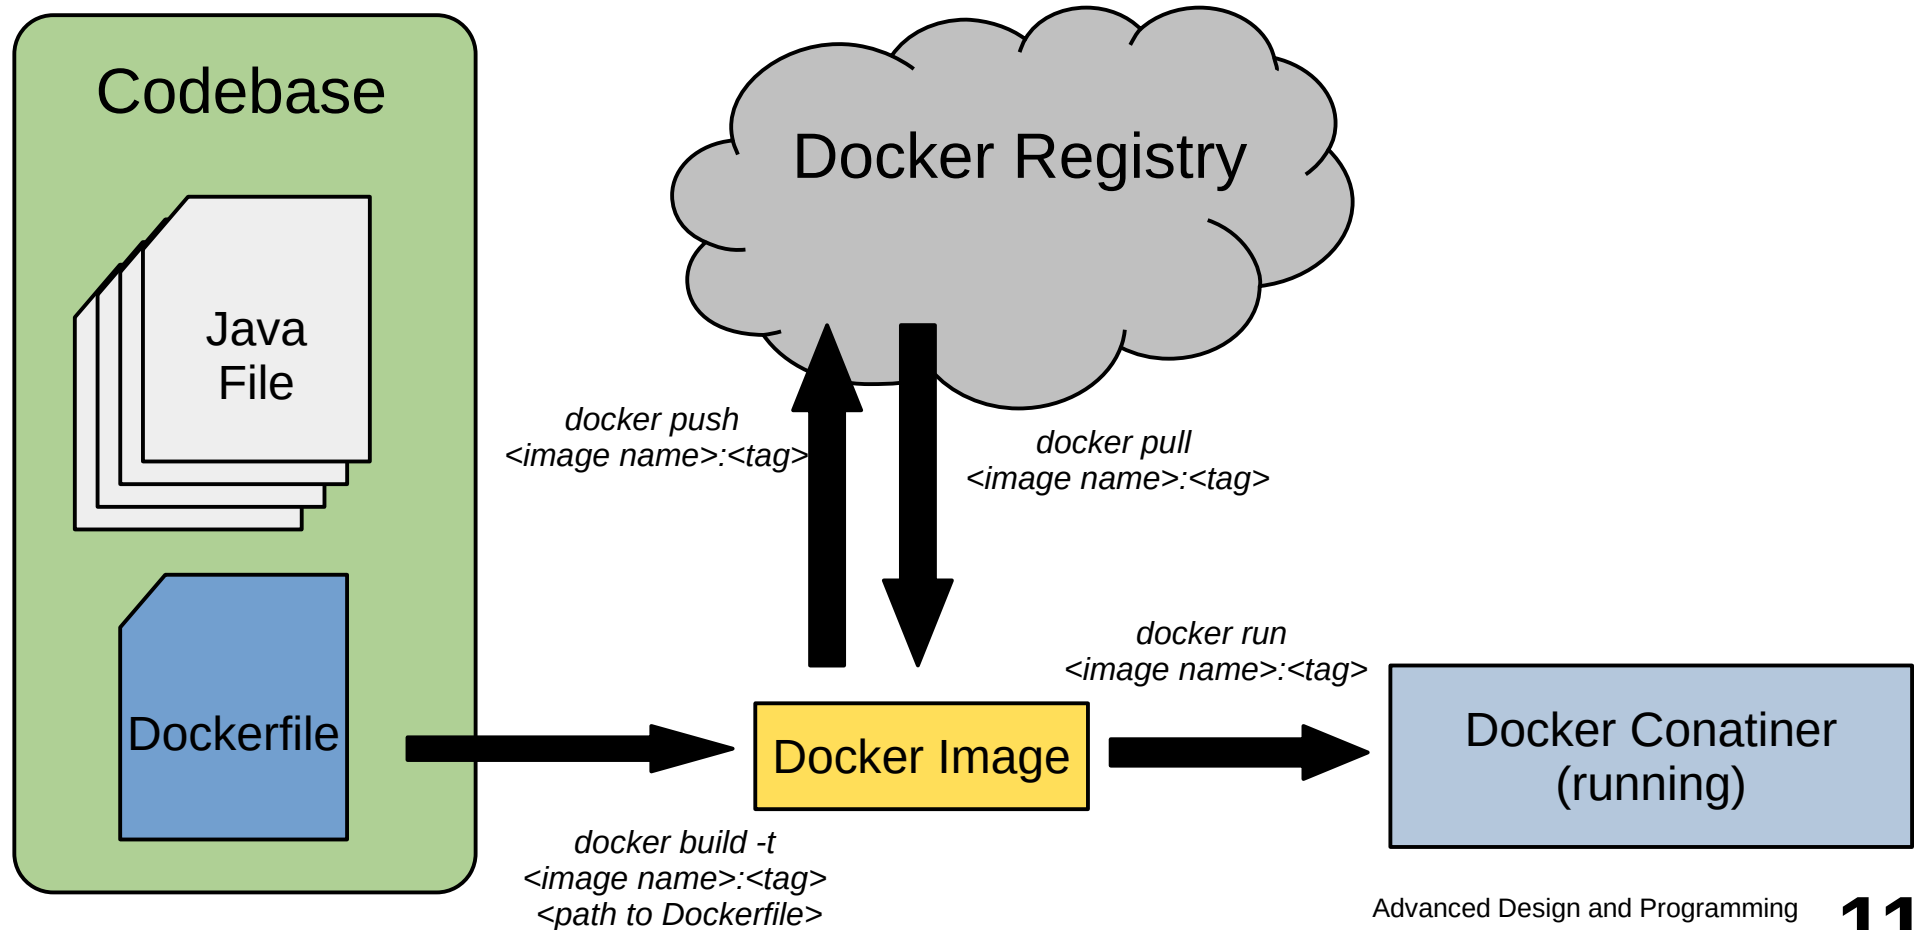 Codebase
Java
File
Dockerfile
Docker Registry
docker push
<image name>:<tag>
docker pull
<image name>:<tag>
docker run
<image name>:<tag>
Docker Image
docker build -t
<image name>:<tag>
<path to Dockerfile>
Docker Conatiner
(running)
Advanced Design and Programming
11